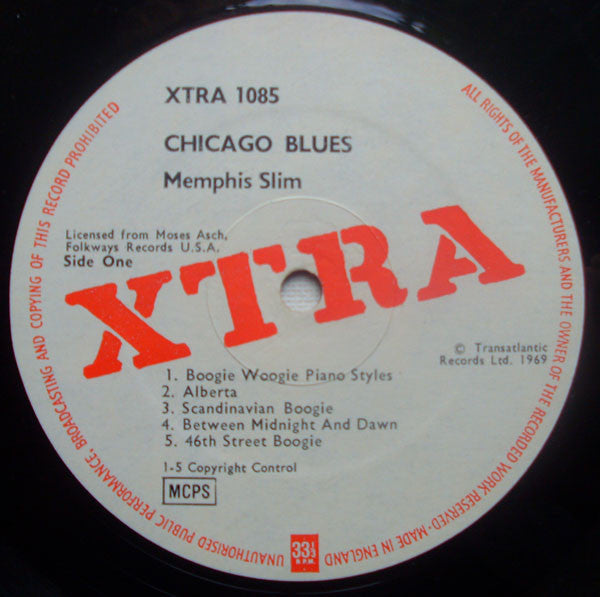 XTRA 1085
CHICAGO BLUES
Memphis Slim
Licensed from Moses Asch,
Folkways Records U.S.A.
Side One
XTRA
© Transatlantic
Records Ltd. 1969
1. Boogie Woogie Piano Styles
2. Alberta
3. Scandinavian Boogie
4. Between Midnight And Dawn
5. 46th Street Boogie
1-5 Copyright Control
MCPS
33⅓
R.P.M.
ALL RIGHTS OF THE MANUFACTURERS AND THE OWNER OF THE RECORDED WORK RESERVED·MADE IN ENGLAND
UNAUTHORISED PUBLIC PERFORMANCE, BROADCASTING AND COPYING OF THIS RECORD PROHIBITED